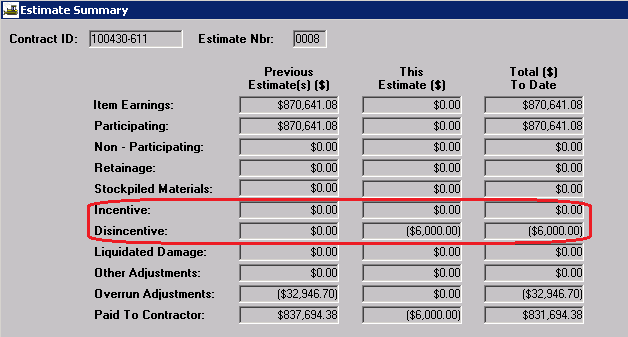 Estimate Summary
Contract ID: 100430-611 Estimate Nbr: 0008
Previous This Total ($)
Estimate(s) ($) Estimate ($) To Date
Item Earnings: $870,641.08 $0.00 $870,641.08
Participating: $870,641.08 $0.00 $870,641.08
Non - Participating: $0.00 $0.00 $0.00
Retainage: $0.00 $0.00 $0.00
Stockpiled Materials: $0.00 $0.00 $0.00
Incentive: $0.00 $0.00 $0.00
Disincentive: $0.00 ($6,000.00) ($6,000.00)
Liquidated Damage: $0.00 $0.00 $0.00
Other Adjustments: $0.00 $0.00 $0.00
Overrun Adjustments: ($32,946.70) $0.00 ($32,946.70)
Paid To Contractor: $837,694.38 ($6,000.00) $831,694.38